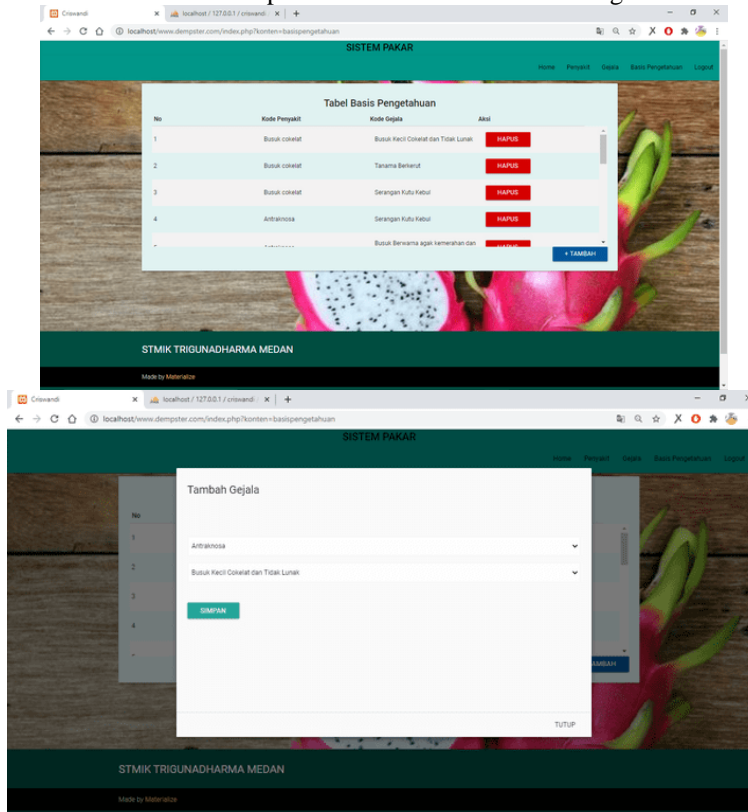 Criswandi
localhost / 127.0.0.1 / criswandi
localhost/www.dempster.com/index.php?konten=basispengetahuan
SISTEM PAKAR
Home Penyakit Gejala Basis Pengetahuan Logout
Tabel Basis Pengetahuan
No Kode Penyakit Kode Gejala Aksi
1 Busuk cokelat Busuk Kecil Cokelat dan Tidak Lunak HAPUS
2 Busuk cokelat Tanama Berkerut HAPUS
3 Busuk cokelat Serangan Kutu Kebul HAPUS
4 Antraknosa Serangan Kutu Kebul HAPUS
Busuk Berwarna agak kemerahan dan
+ TAMBAH
STMIK TRIGUNADHARMA MEDAN
Made by Materialize
Criswandi
localhost / 127.0.0.1 / criswandi
localhost/www.dempster.com/index.php?konten=basispengetahuan
SISTEM PAKAR
Home Penyakit Gejala Basis Pengetahuan Logout
Tambah Gejala
No
1
Antraknosa
2
Busuk Kecil Cokelat dan Tidak Lunak
3
SIMPAN
4
TAMBAH
TUTUP
STMIK TRIGUNADHARMA MEDAN
Made by Materialize